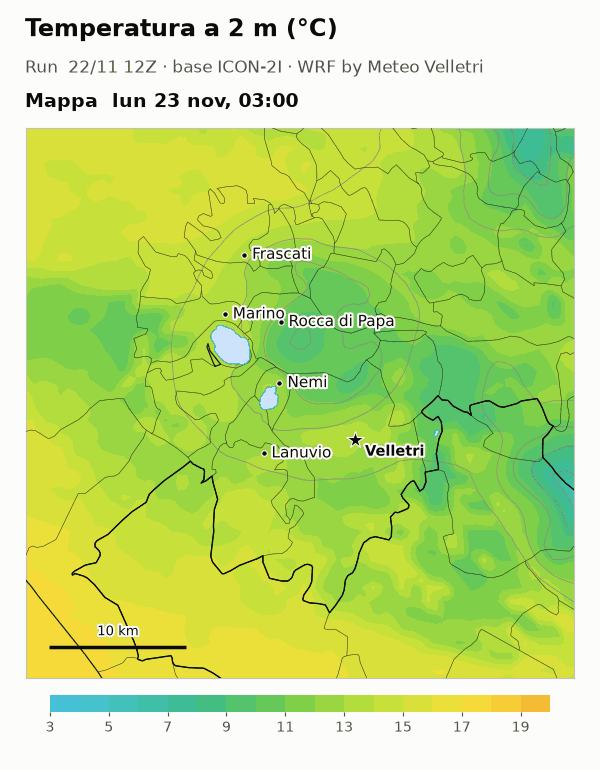 Temperatura a 2 m (°C)
Run  22/11 12Z · base ICON-2I · WRF by Meteo Velletri
Mappa  lun 23 nov, 03:00
Frascati
Marino
Rocca di Papa
Nemi
Velletri
Lanuvio
10 km
3 5 7 9 11 13 15 17 19